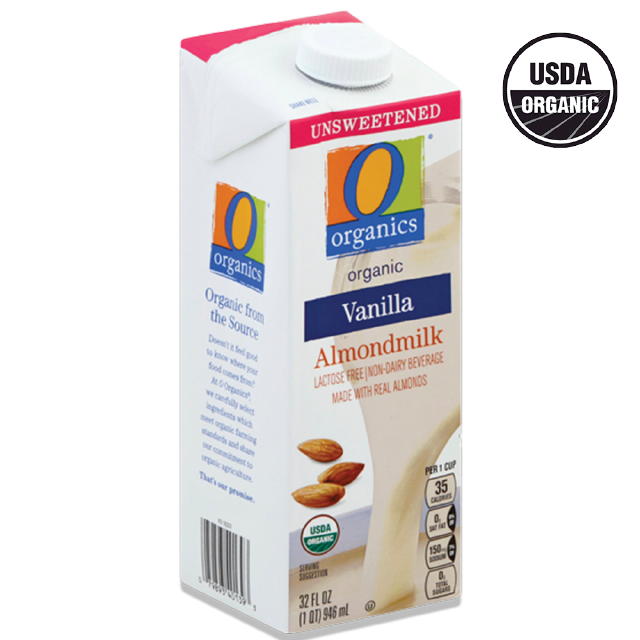 USDA
ORGANIC
SHAKE WELL
UNSWEETENED
O
organics
organic
Vanilla
Almondmilk
LACTOSE FREE | NON-DAIRY BEVERAGE
MADE WITH REAL ALMONDS
PER 1 CUP
35
CALORIES
0g
SAT FAT
150mg
SODIUM
0g
TOTAL
SUGARS
USDA
ORGANIC
SERVING
SUGGESTION
32 FL OZ
(1 QT) 946 mL
O
organics
Organic from
the Source
Doesn't it feel good
to know where your
food comes from?
At O Organics®,
we carefully select
ingredients which
meet organic farming
standards and share
our commitment to
organic agriculture.
That's our promise.